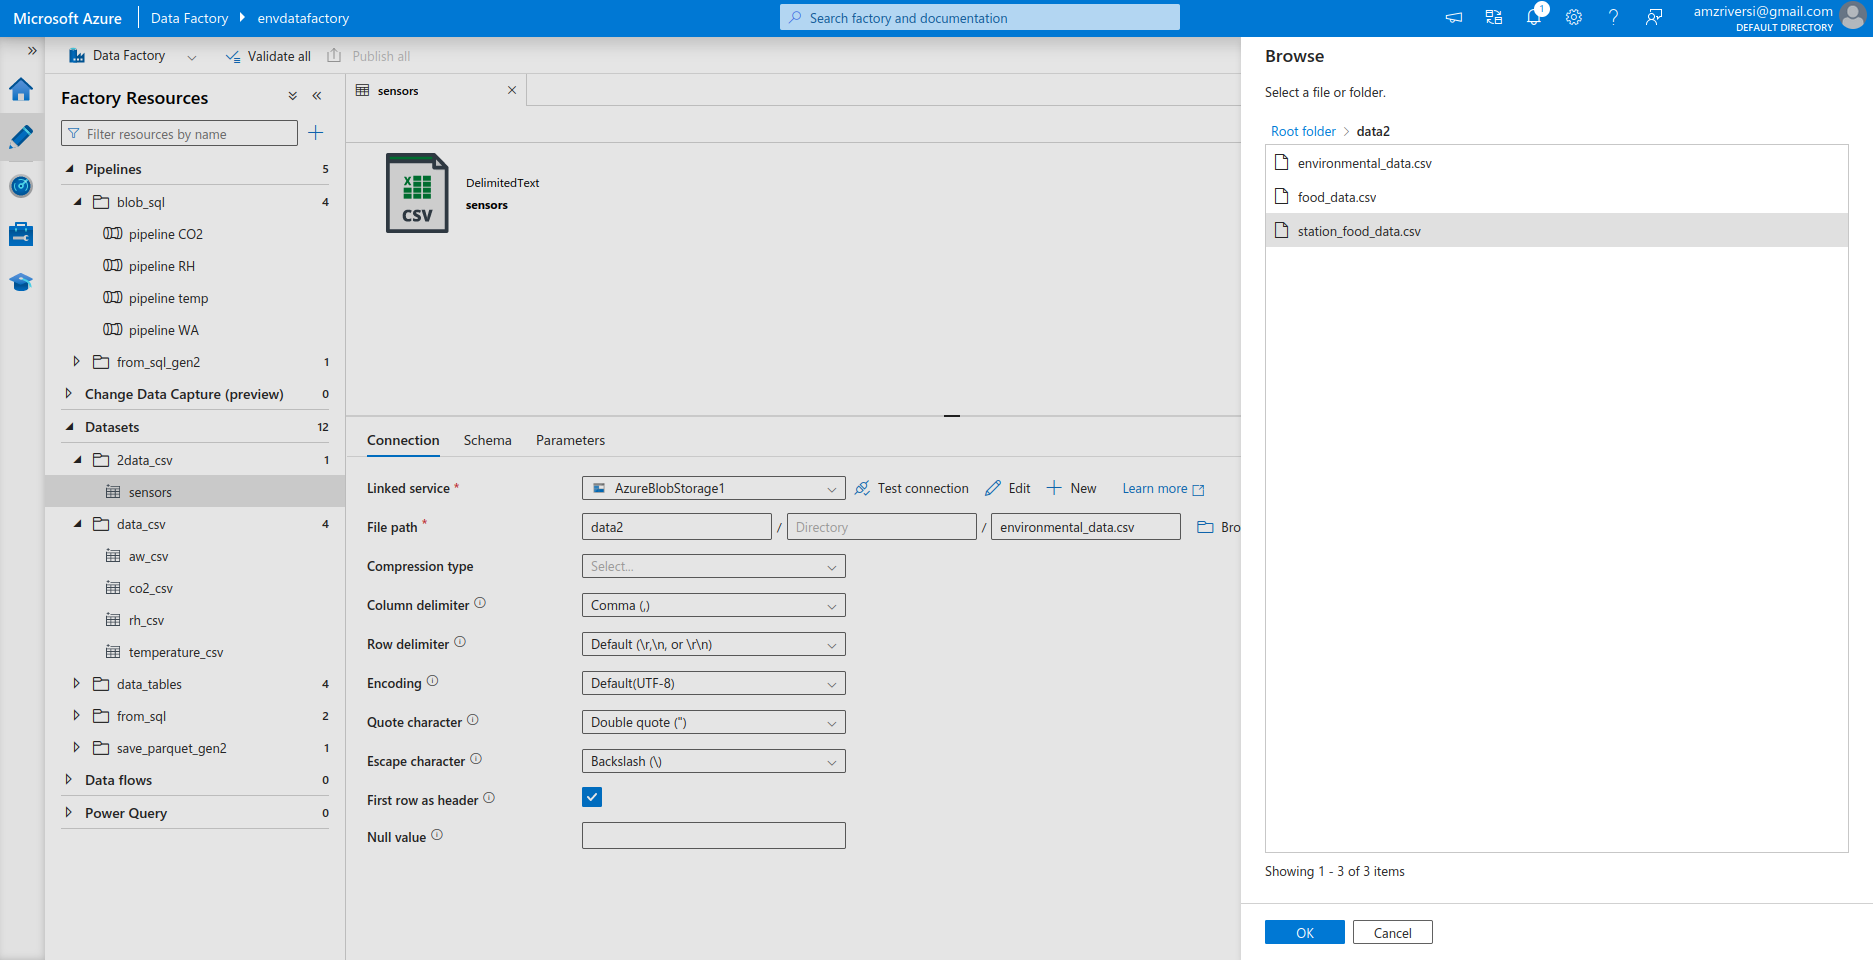 Microsoft Azure | Data Factory envdatafactory
Search factory and documentation
1
amzriversi@gmail.com
DEFAULT DIRECTORY
Data Factory
Validate all
Publish all
Factory Resources
Filter resources by name
Pipelines 5
blob_sql 4
pipeline CO2
pipeline RH
pipeline temp
pipeline WA
from_sql_gen2 1
Change Data Capture (preview) 0
Datasets 12
2data_csv 1
sensors
data_csv 4
aw_csv
co2_csv
rh_csv
temperature_csv
data_tables 4
from_sql 2
save_parquet_gen2 1
Data flows 0
Power Query 0
sensors
X
CSV
DelimitedText
sensors
Connection Schema Parameters
Linked service * AzureBlobStorage1 Test connection Edit New Learn more
File path * data2 / Directory / environmental_data.csv Bro
Compression type Select...
Column delimiter Comma (,)
Row delimiter Default (\r,\n, or \r\n)
Encoding Default(UTF-8)
Quote character Double quote (")
Escape character Backslash (\)
First row as header
Null value
Browse
Select a file or folder.
Root folder > data2
environmental_data.csv
food_data.csv
station_food_data.csv
Showing 1 - 3 of 3 items
OK Cancel